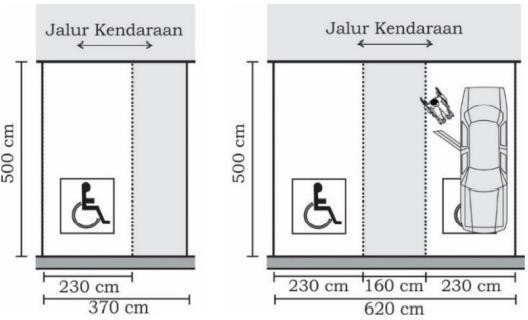 Jalur Kendaraan
500 cm
230 cm
370 cm
Jalur Kendaraan
500 cm
230 cm
160 cm
230 cm
620 cm